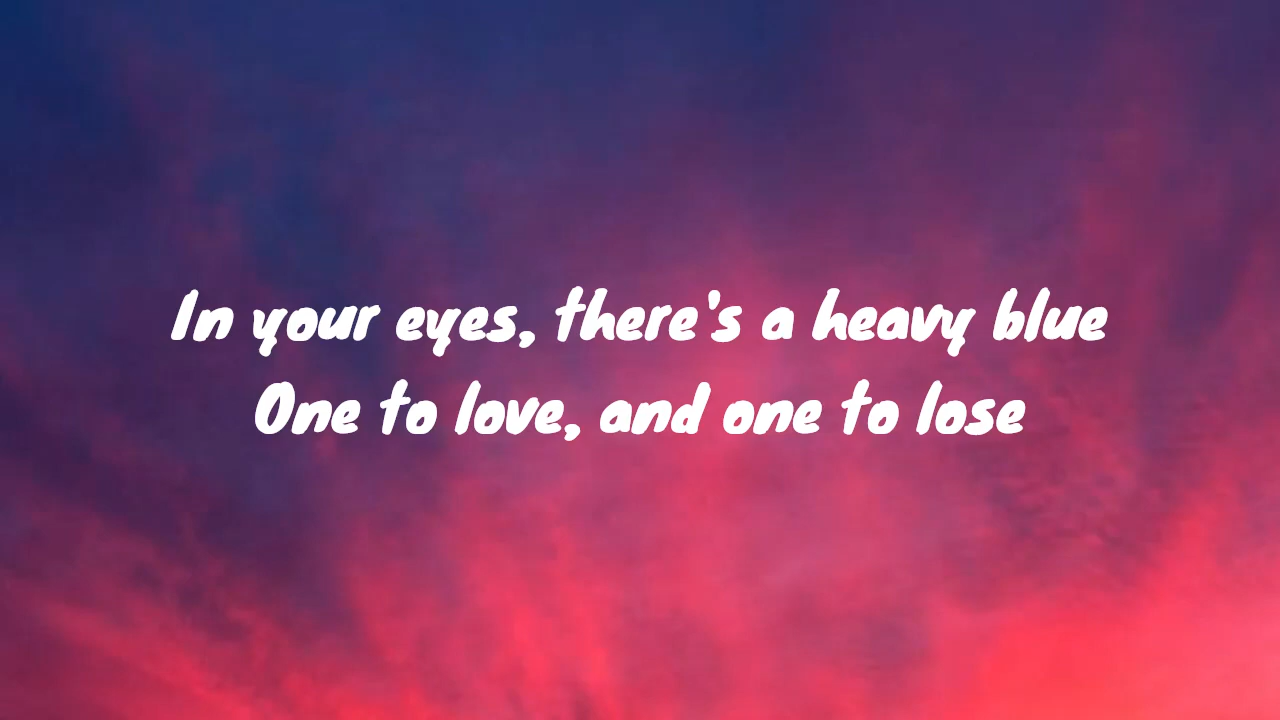 In your eyes, there's a heavy blue
One to love, and one to lose